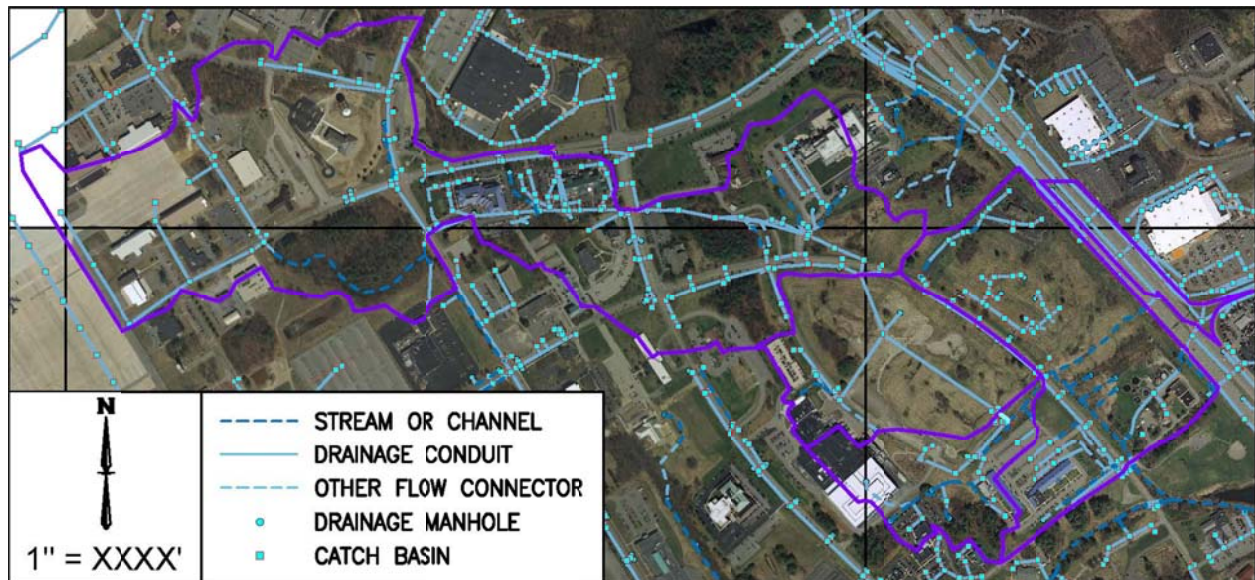 N
1" = XXXX'
STREAM OR CHANNEL
DRAINAGE CONDUIT
OTHER FLOW CONNECTOR
DRAINAGE MANHOLE
CATCH BASIN